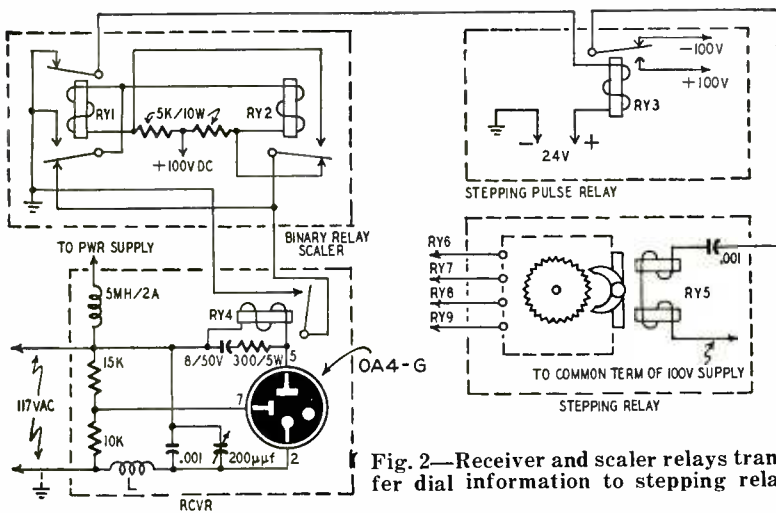 RY1
RY2
5K/10W
+100V DC
BINARY RELAY
SCALER
-100V
+100V
RY3
- +
24V
STEPPING PULSE RELAY
TO PWR SUPPLY
5MH/2A
RY4
8/50V 300/5W
5
OA4-G
15K
7
117VAC
10K
.001
200μμf
2
L
RCVR
RY6
RY7
RY8
RY9
.001
RY5
TO COMMON TERM OF 100V SUPPLY
STEPPING RELAY
Fig. 2—Receiver and scaler relays tran
fer dial information to stepping rela